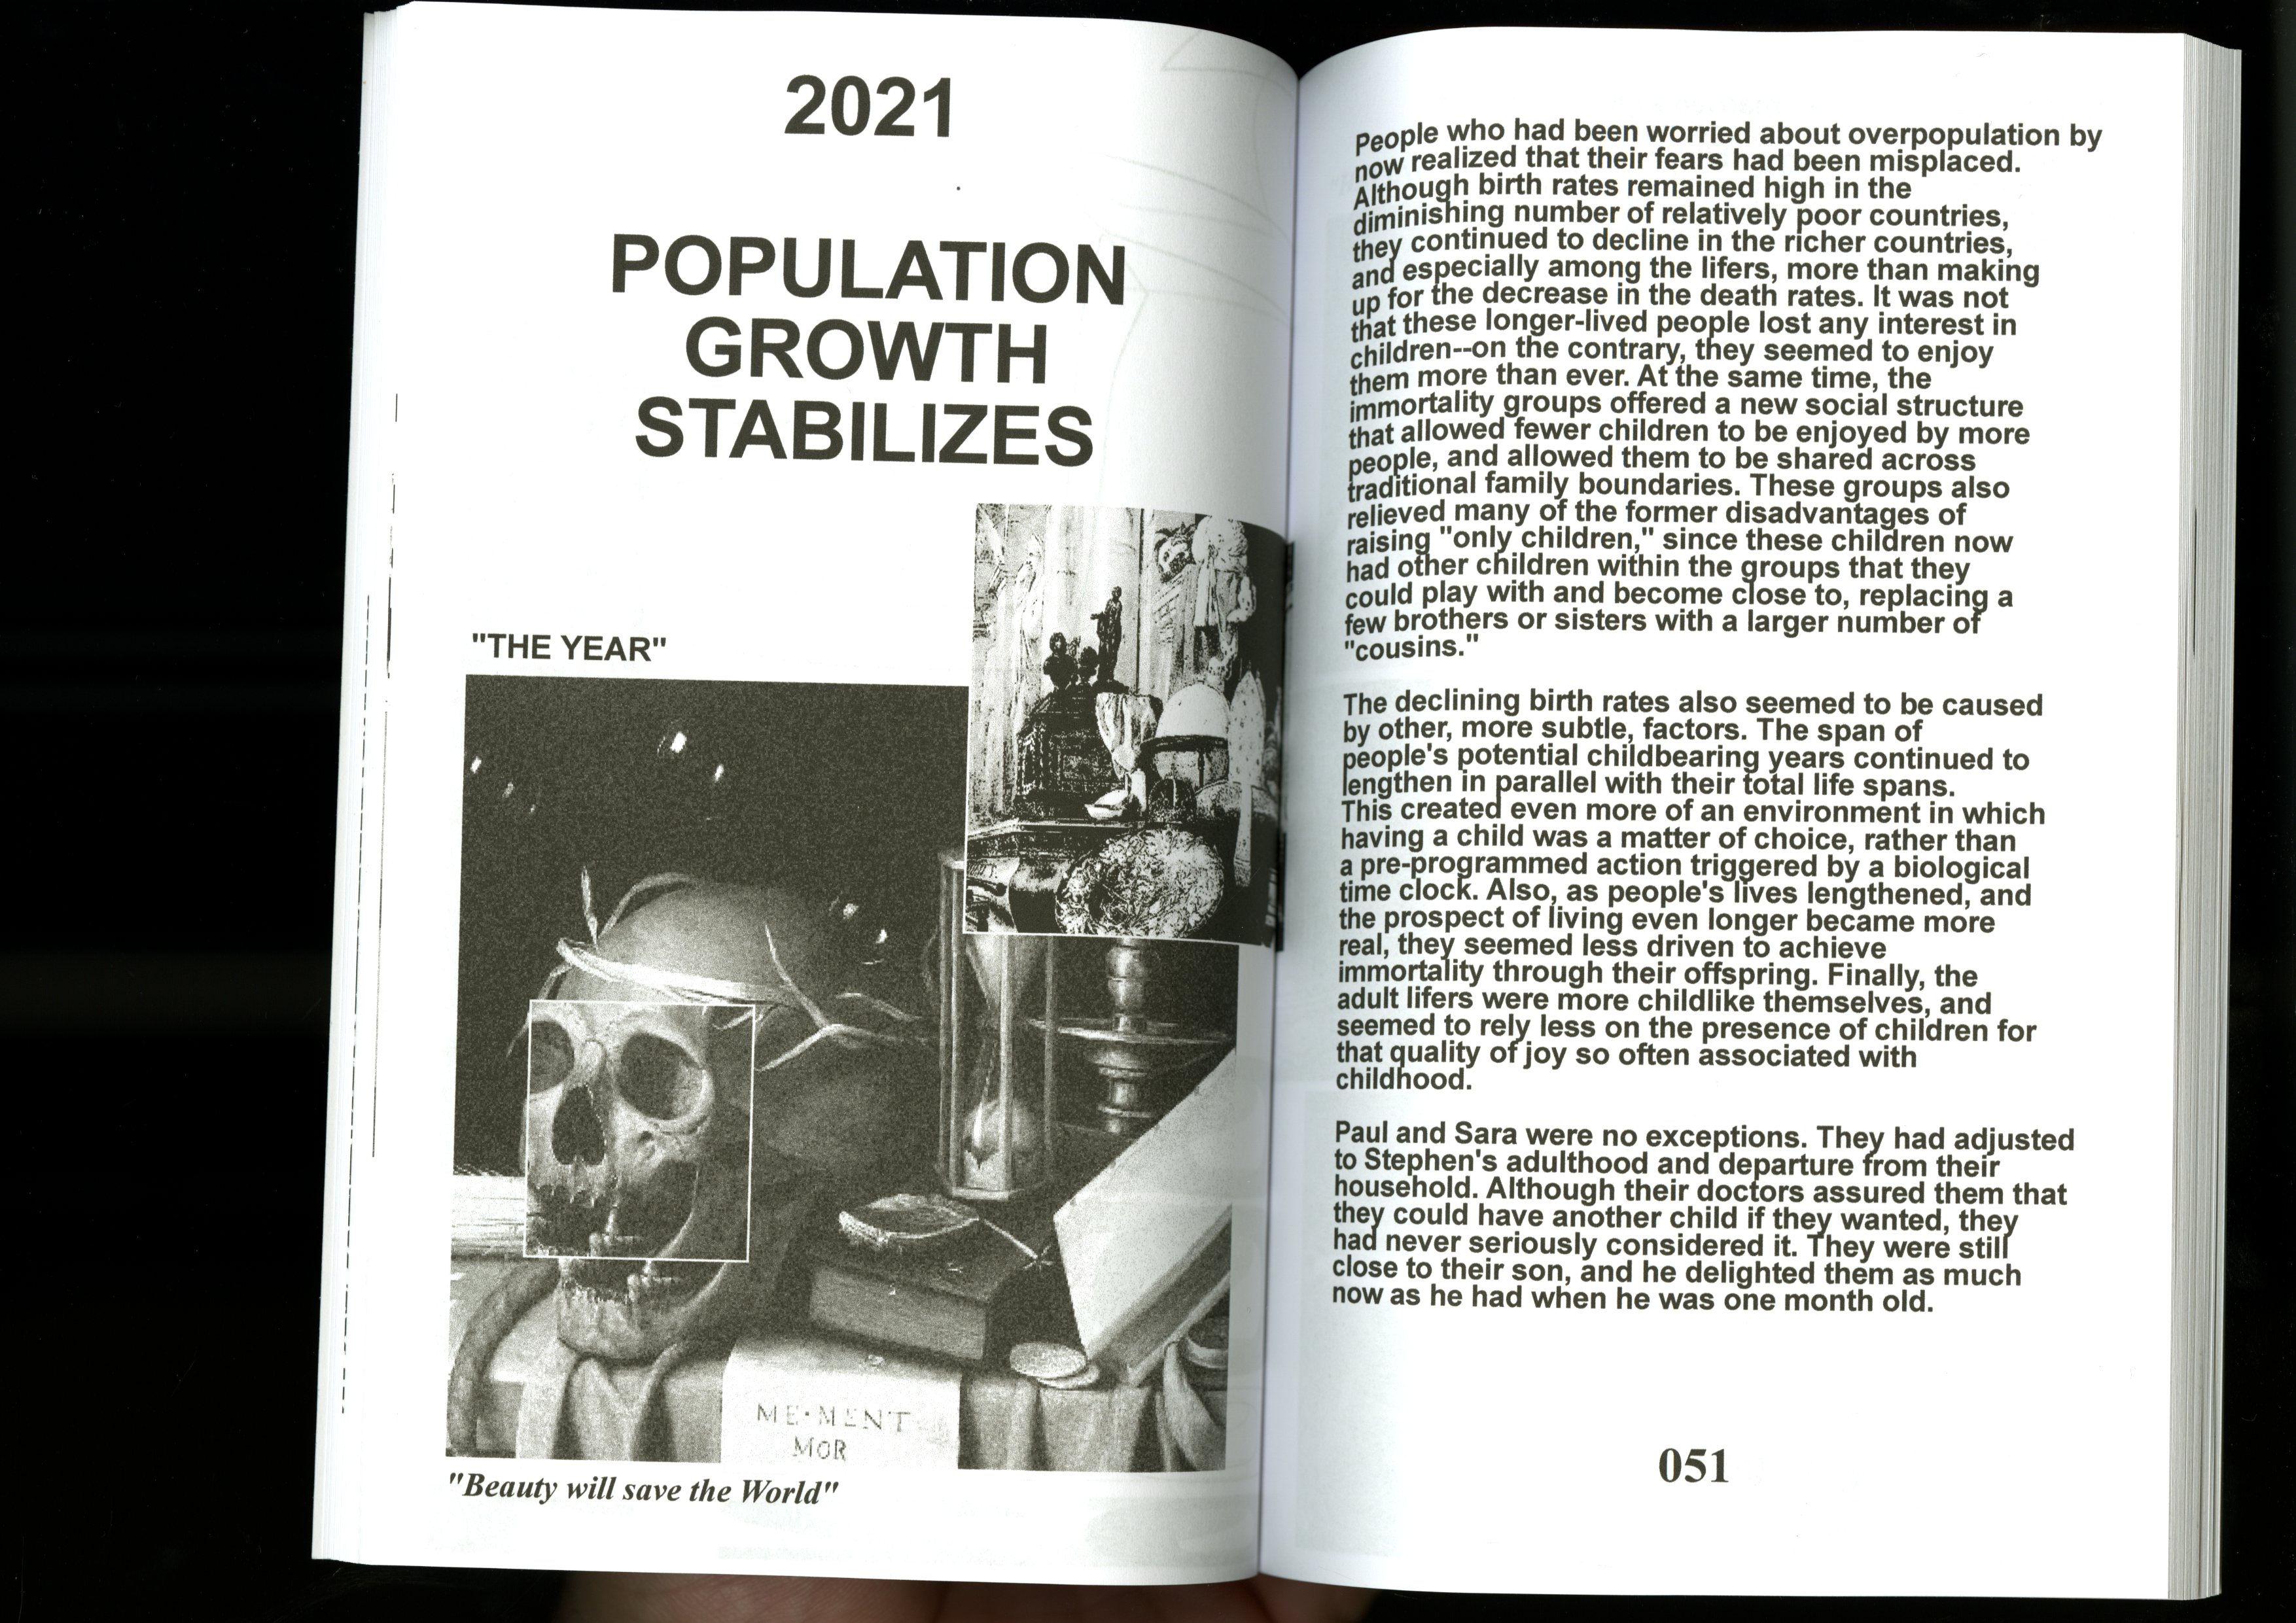 2021
POPULATION
GROWTH
STABILIZES
"THE YEAR"
ME·MENT
MOR
"Beauty will save the World"
People who had been worried about overpopulation by
now realized that their fears had been misplaced.
Although birth rates remained high in the
diminishing number of relatively poor countries,
they continued to decline in the richer countries,
and especially among the lifers, more than making
up for the decrease in the death rates. It was not
that these longer-lived people lost any interest in
children--on the contrary, they seemed to enjoy
them more than ever. At the same time, the
immortality groups offered a new social structure
that allowed fewer children to be enjoyed by more
people, and allowed them to be shared across
traditional family boundaries. These groups also
relieved many of the former disadvantages of
raising "only children," since these children now
had other children within the groups that they
could play with and become close to, replacing a
few brothers or sisters with a larger number of
"cousins."
The declining birth rates also seemed to be caused
by other, more subtle, factors. The span of
people's potential childbearing years continued to
lengthen in parallel with their total life spans.
This created even more of an environment in which
having a child was a matter of choice, rather than
a pre-programmed action triggered by a biological
time clock. Also, as people's lives lengthened, and
the prospect of living even longer became more
real, they seemed less driven to achieve
immortality through their offspring. Finally, the
adult lifers were more childlike themselves, and
seemed to rely less on the presence of children for
that quality of joy so often associated with
childhood.
Paul and Sara were no exceptions. They had adjusted
to Stephen's adulthood and departure from their
household. Although their doctors assured them that
they could have another child if they wanted, they
had never seriously considered it. They were still
close to their son, and he delighted them as much
now as he had when he was one month old.
051